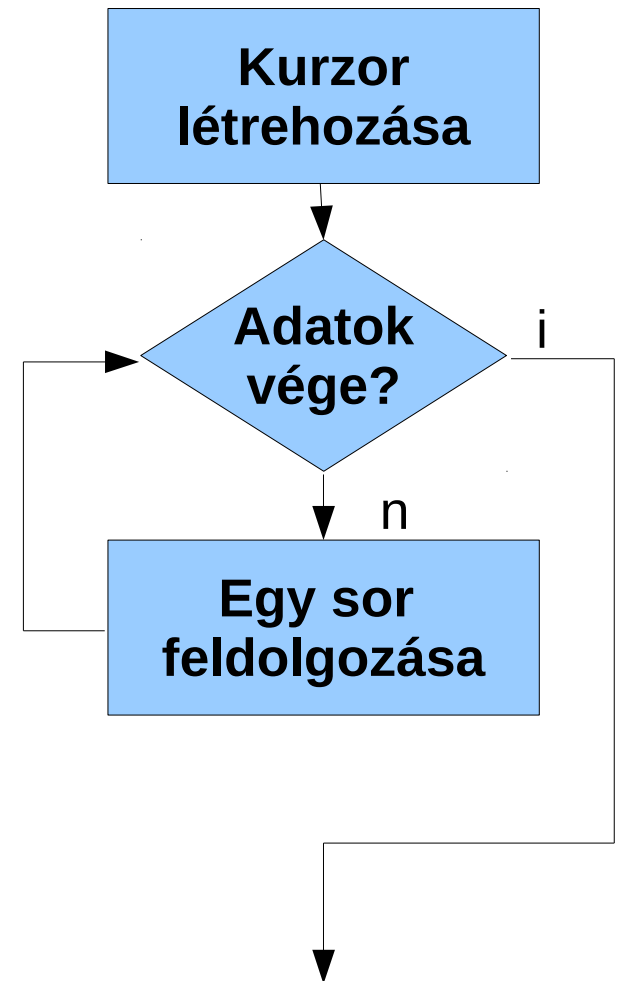 Kurzor
létrehozása
Adatok
vége?
i
n
Egy sor
feldolgozása